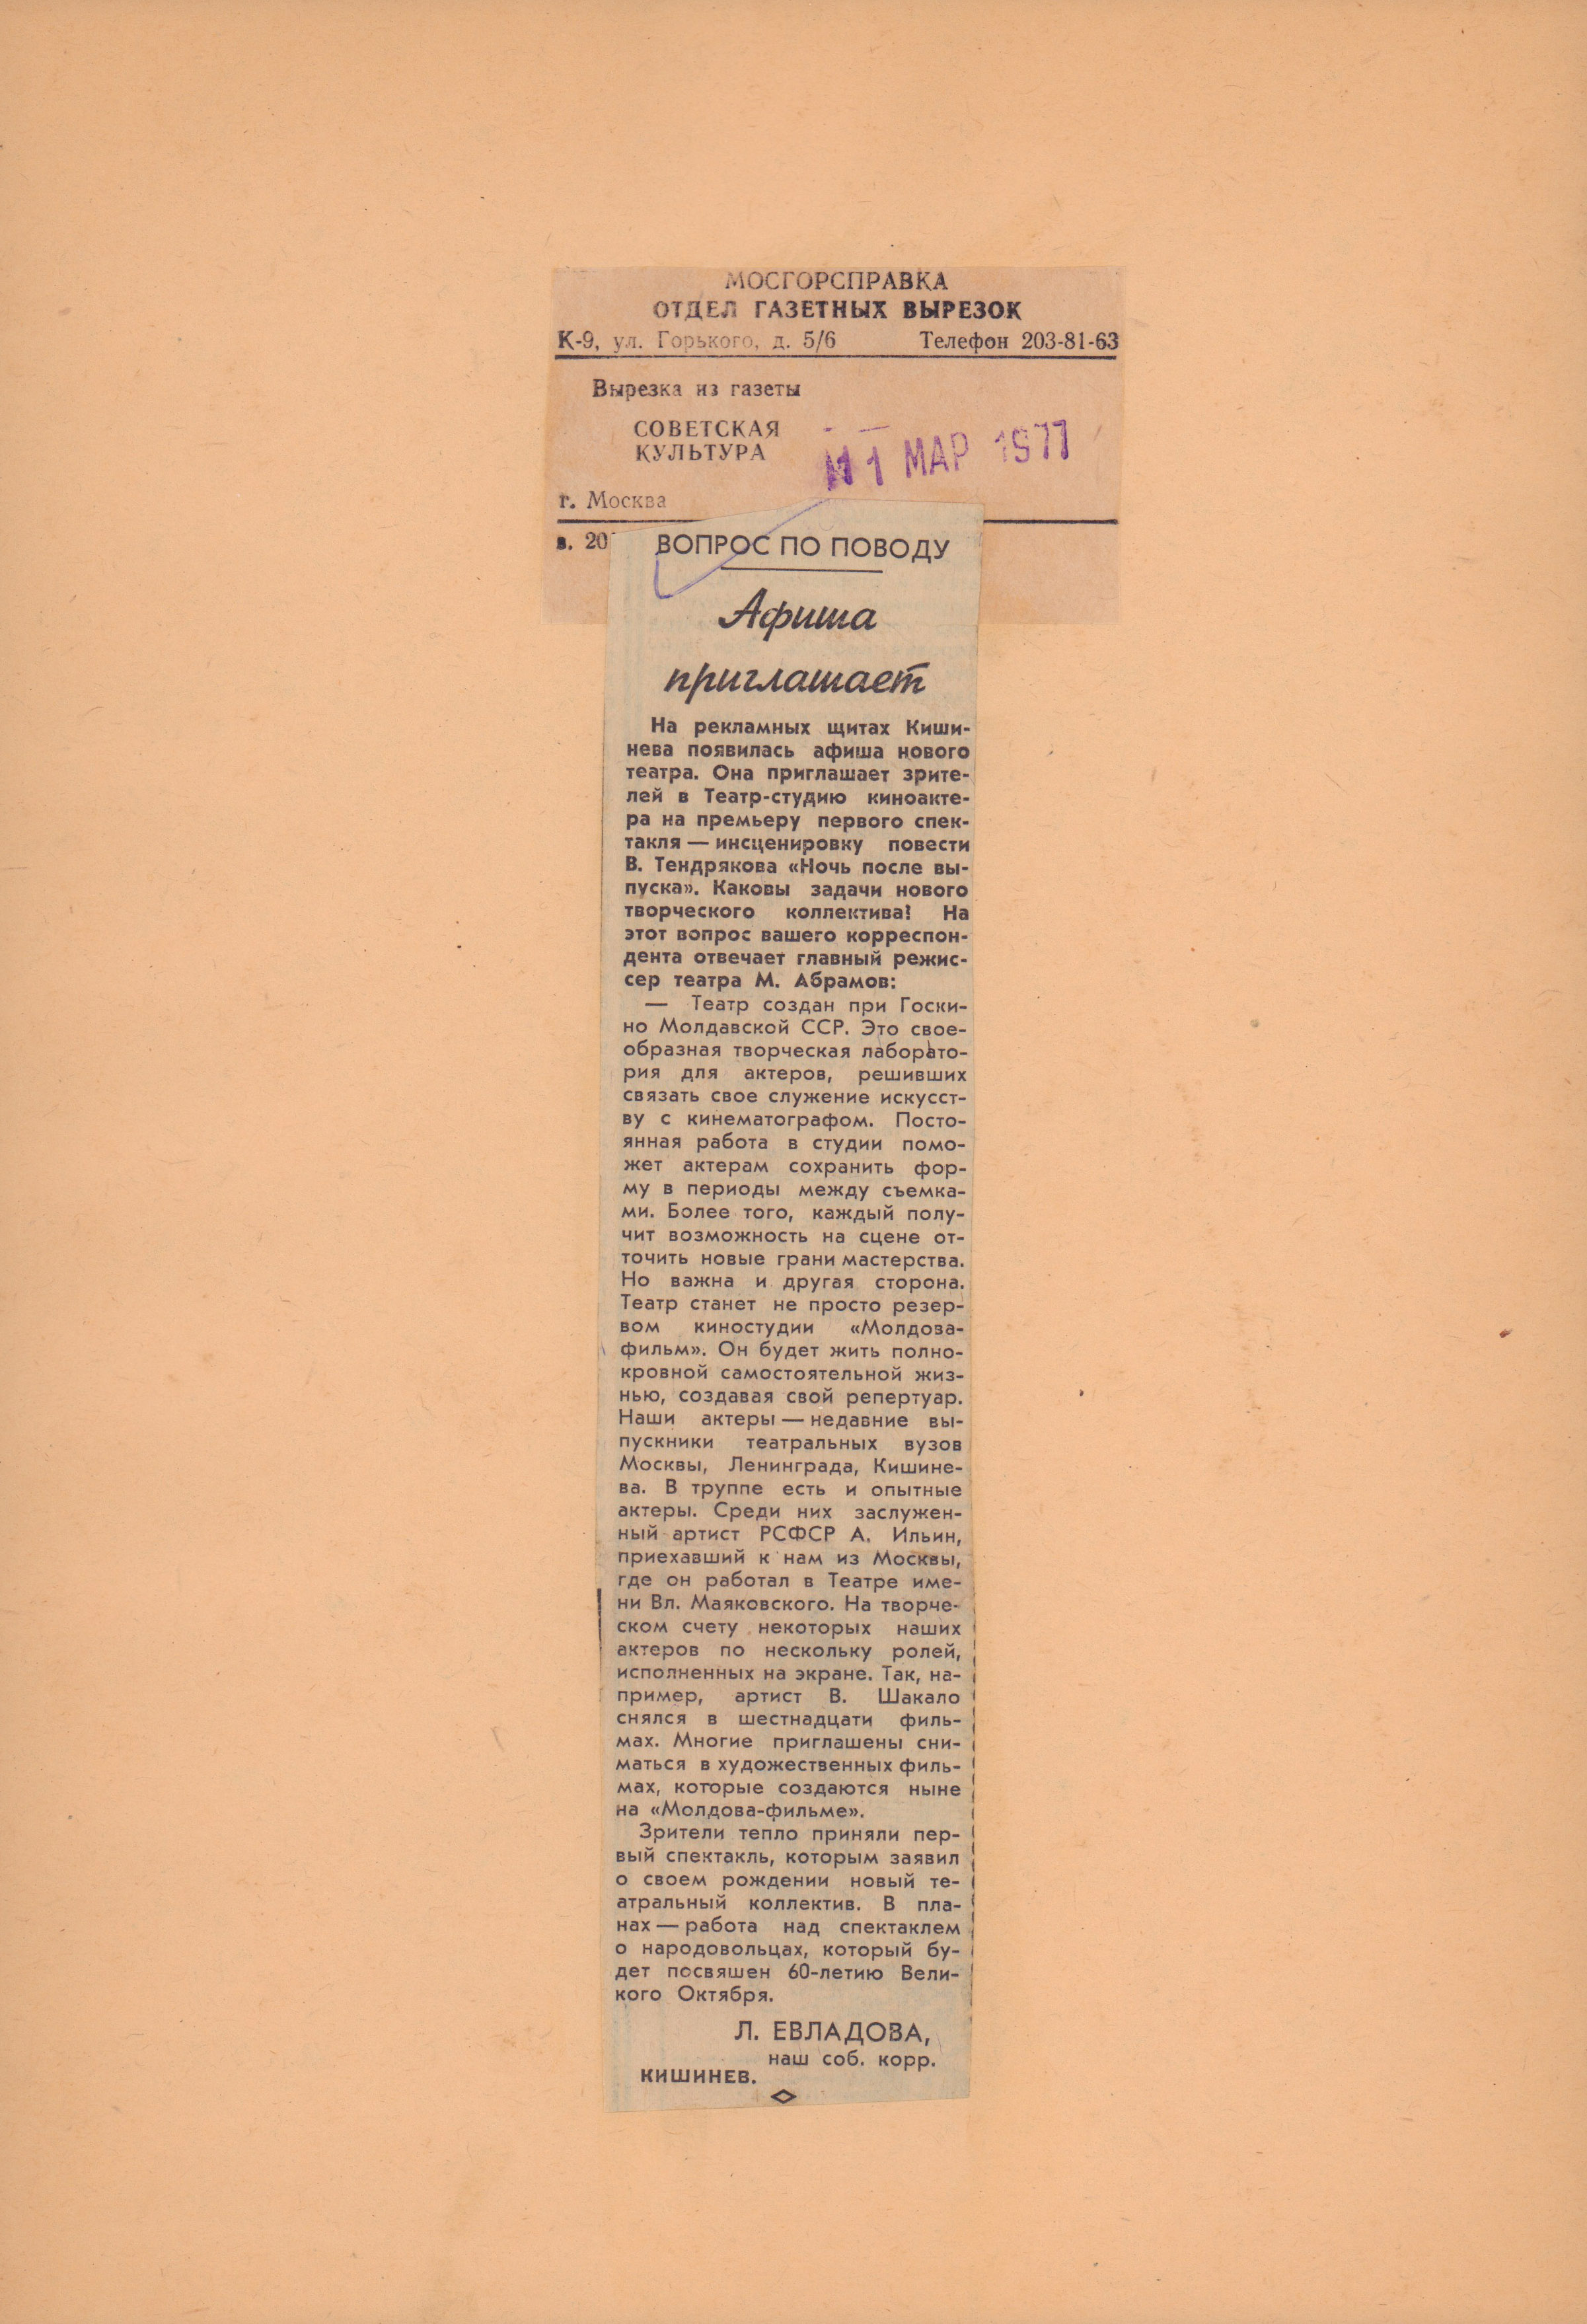 МОСГОРСПРАВКА
ОТДЕЛ ГАЗЕТНЫХ ВЫРЕЗОК
К-9, ул. Горького, д. 5/6 Телефон 203-81-63
Вырезка из газеты
СОВЕТСКАЯ
КУЛЬТУРА
11 МАР 1977
г. Москва
в. 20
ВОПРОС ПО ПОВОДУ
Афиша
приглашает
На рекламных щитах Киши-
нева появилась афиша нового
театра. Она приглашает зрите-
лей в Театр-студию киноакте-
ра на премьеру первого спек-
такля — инсценировку повести
В. Тендрякова «Ночь после вы-
пуска». Каковы задачи нового
творческого коллектива? На
этот вопрос вашего корреспон-
дента отвечает главный режис-
сер театра М. Абрамов:
— Театр создан при Госки-
но Молдавской ССР. Это свое-
образная творческая лаборато-
рия для актеров, решивших
связать свое служение искусст-
ву с кинематографом. Посто-
янная работа в студии помо-
жет актерам сохранить фор-
му в периоды между съемка-
ми. Более того, каждый полу-
чит возможность на сцене от-
точить новые грани мастерства.
Но важна и другая сторона.
Театр станет не просто резер-
вом киностудии «Молдова-
фильм». Он будет жить полно-
кровной самостоятельной жиз-
нью, создавая свой репертуар.
Наши актеры — недавние вы-
пускники театральных вузов
Москвы, Ленинграда, Кишине-
ва. В труппе есть и опытные
актеры. Среди них заслужен-
ный артист РСФСР А. Ильин,
приехавший к нам из Москвы,
где он работал в Театре име-
ни Вл. Маяковского. На творче-
ском счету некоторых наших
актеров по нескольку ролей,
исполненных на экране. Так, на-
пример, артист В. Шакало
снялся в шестнадцати филь-
мах. Многие приглашены сни-
маться в художественных филь-
мах, которые создаются ныне
на «Молдова-фильме».
Зрители тепло приняли пер-
вый спектакль, которым заявил
о своем рождении новый те-
атральный коллектив. В пла-
нах — работа над спектаклем
о народовольцах, который бу-
дет посвяшен 60-летию Вели-
кого Октября.
Л. ЕВЛАДОВА,
наш соб. корр.
КИШИНЕВ.